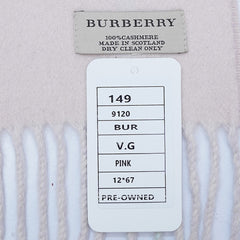 BURBERRY
100%CASHMERE
MADE IN SCOTLAND
DRY CLEAN ONLY
149
9120
BUR
V.G
PINK
12*67
PRE-OWNED